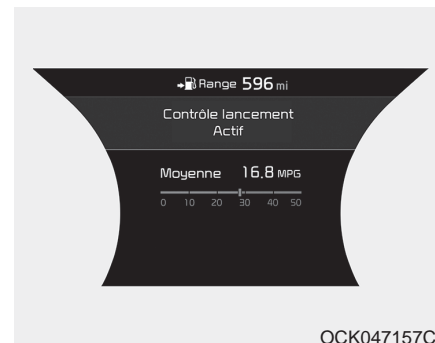 Range 596 mi
Contrôle lancement
Actif
Moyenne 16.8 MPG
0 10 20 30 40 50
OCK047157C